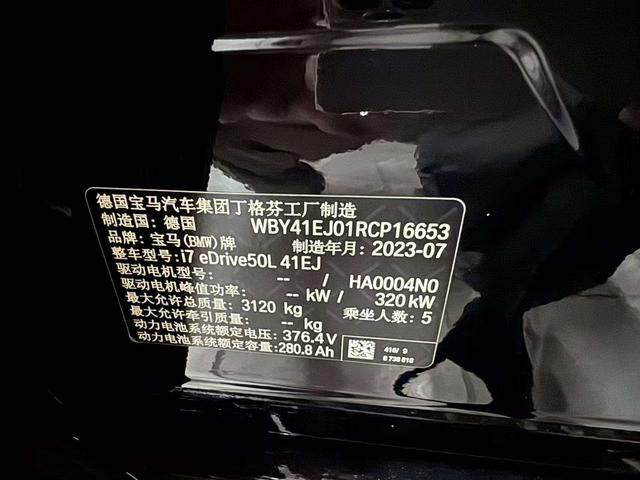 德国宝马汽车集团丁格芬工厂制造
制造国: 德国 WBY41EJ01RCP16653
品牌: 宝马(BMW)牌 制造年月: 2023-07
整车型号: i7 eDrive50L 41EJ
驱动电机型号: -- / HA0004N0
驱动电机峰值功率: -- kW / 320 kW
最大允许总质量: 3120 kg 乘坐人数: 5
最大允许牵引质量: -- kg
动力电池系统额定电压: 376.4V
动力电池系统额定容量: 280.8 Ah
416/ 9
8 738 818